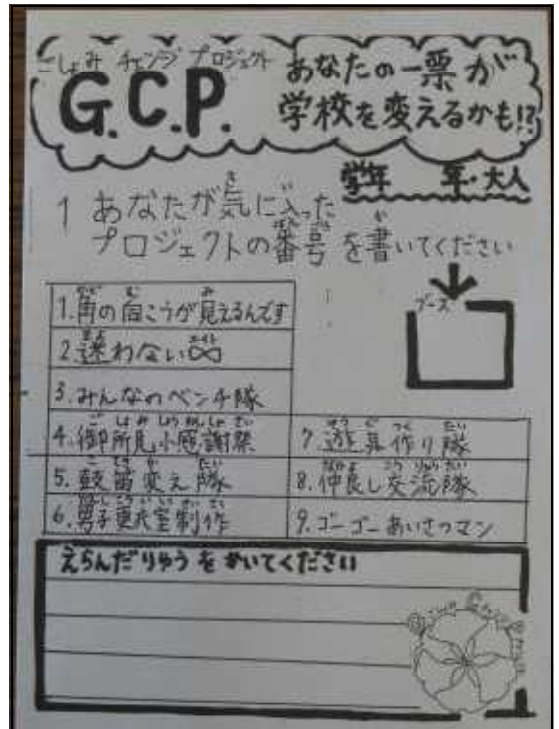 ごしょみ チェンジ プロジェクト
G.C.P.
あなたの一票が
学校を変えるかも!?
学年 年・大人
1 あなたが気に入った
プロジェクトの番号を書いてください
ブース
1.角の向こうが見えるんです
2.迷わない∞
3.みんなのベンチ隊
4.御所見小感謝祭
5.鼓笛変え隊
6.男子更衣室制作
7.遊具作り隊
8.仲良し交流隊
9.ゴーゴーあいさつマン
えらんだりゆうをかいてください